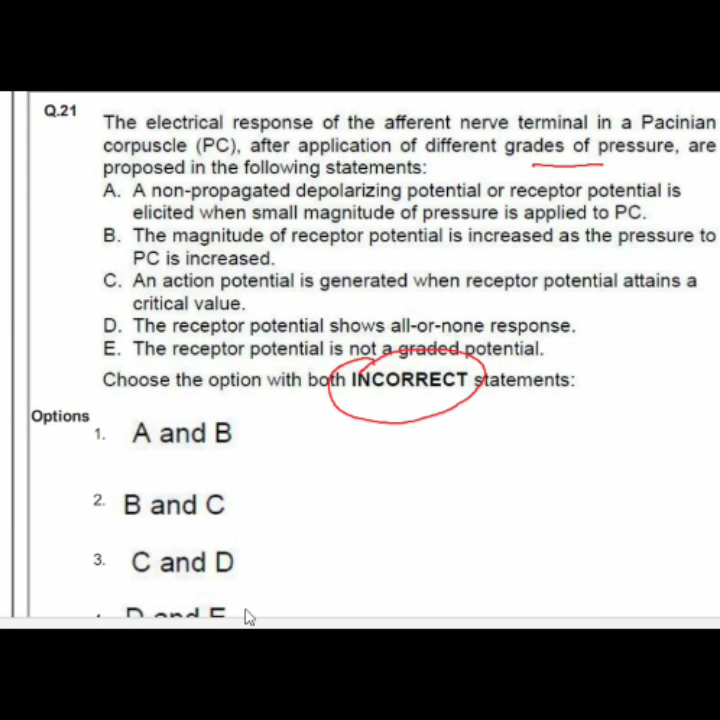 Q.21
The electrical response of the afferent nerve terminal in a Pacinian
corpuscle (PC), after application of different grades of pressure, are
proposed in the following statements:
A. A non-propagated depolarizing potential or receptor potential is
elicited when small magnitude of pressure is applied to PC.
B. The magnitude of receptor potential is increased as the pressure to
PC is increased.
C. An action potential is generated when receptor potential attains a
critical value.
D. The receptor potential shows all-or-none response.
E. The receptor potential is not a graded potential.
Choose the option with both INCORRECT statements:
Options
1. A and B
2. B and C
3. C and D
D and E